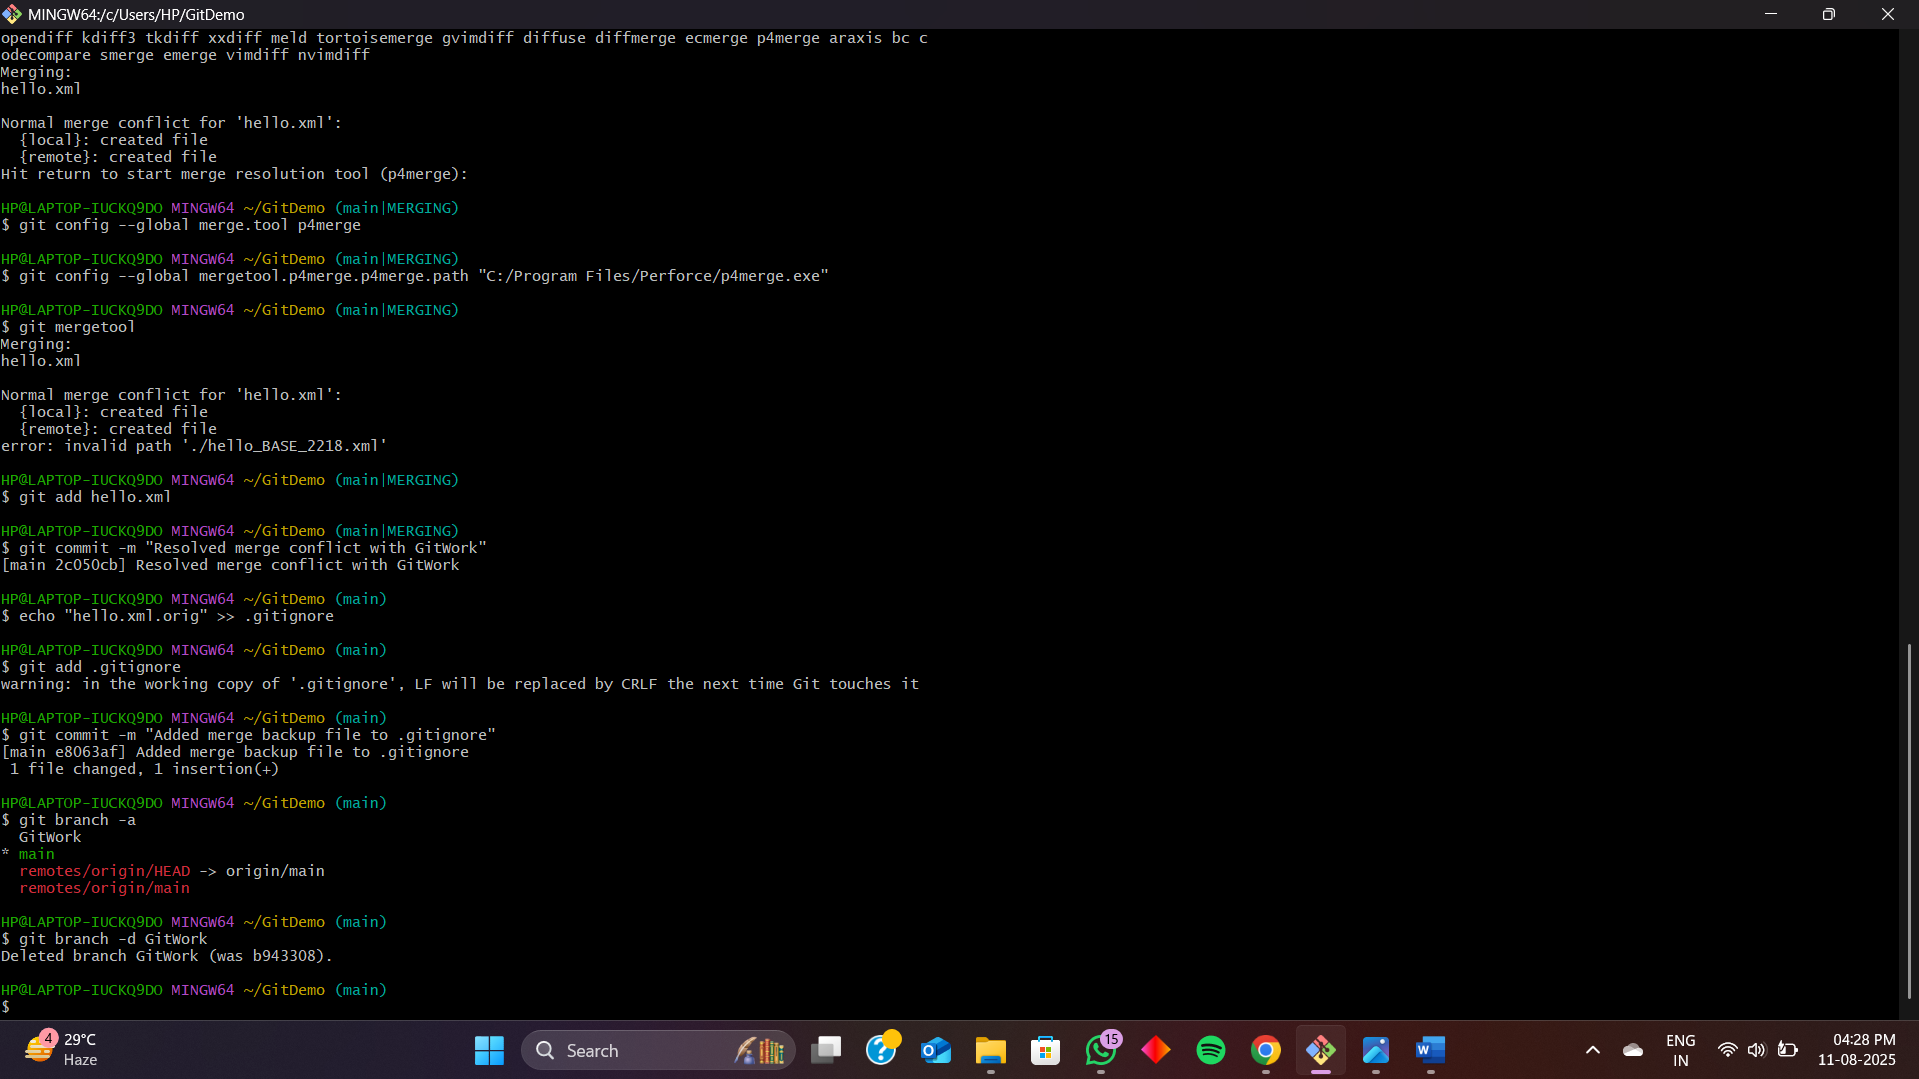 MINGW64:/c/Users/HP/GitDemo
opendiff kdiff3 tkdiff xxdiff meld tortoisemerge gvimdiff diffuse diffmerge ecmerge p4merge araxis bc c
odecompare smerge emerge vimdiff nvimdiff
Merging:
hello.xml

Normal merge conflict for 'hello.xml':
  {local}: created file
  {remote}: created file
Hit return to start merge resolution tool (p4merge):

HP@LAPTOP-IUCKQ9DO MINGW64 ~/GitDemo (main|MERGING)
$ git config --global merge.tool p4merge

HP@LAPTOP-IUCKQ9DO MINGW64 ~/GitDemo (main|MERGING)
$ git config --global mergetool.p4merge.p4merge.path "C:/Program Files/Perforce/p4merge.exe"

HP@LAPTOP-IUCKQ9DO MINGW64 ~/GitDemo (main|MERGING)
$ git mergetool
Merging:
hello.xml

Normal merge conflict for 'hello.xml':
  {local}: created file
  {remote}: created file
error: invalid path './hello_BASE_2218.xml'

HP@LAPTOP-IUCKQ9DO MINGW64 ~/GitDemo (main|MERGING)
$ git add hello.xml

HP@LAPTOP-IUCKQ9DO MINGW64 ~/GitDemo (main|MERGING)
$ git commit -m "Resolved merge conflict with GitWork"
[main 2c050cb] Resolved merge conflict with GitWork

HP@LAPTOP-IUCKQ9DO MINGW64 ~/GitDemo (main)
$ echo "hello.xml.orig" >> .gitignore

HP@LAPTOP-IUCKQ9DO MINGW64 ~/GitDemo (main)
$ git add .gitignore
warning: in the working copy of '.gitignore', LF will be replaced by CRLF the next time Git touches it

HP@LAPTOP-IUCKQ9DO MINGW64 ~/GitDemo (main)
$ git commit -m "Added merge backup file to .gitignore"
[main e8063af] Added merge backup file to .gitignore
 1 file changed, 1 insertion(+)

HP@LAPTOP-IUCKQ9DO MINGW64 ~/GitDemo (main)
$ git branch -a
  GitWork
* main
  remotes/origin/HEAD -> origin/main
  remotes/origin/main

HP@LAPTOP-IUCKQ9DO MINGW64 ~/GitDemo (main)
$ git branch -d GitWork
Deleted branch GitWork (was b943308).

HP@LAPTOP-IUCKQ9DO MINGW64 ~/GitDemo (main)
$
4
29°C
Haze
Search
15
ENG
IN
04:28 PM
11-08-2025